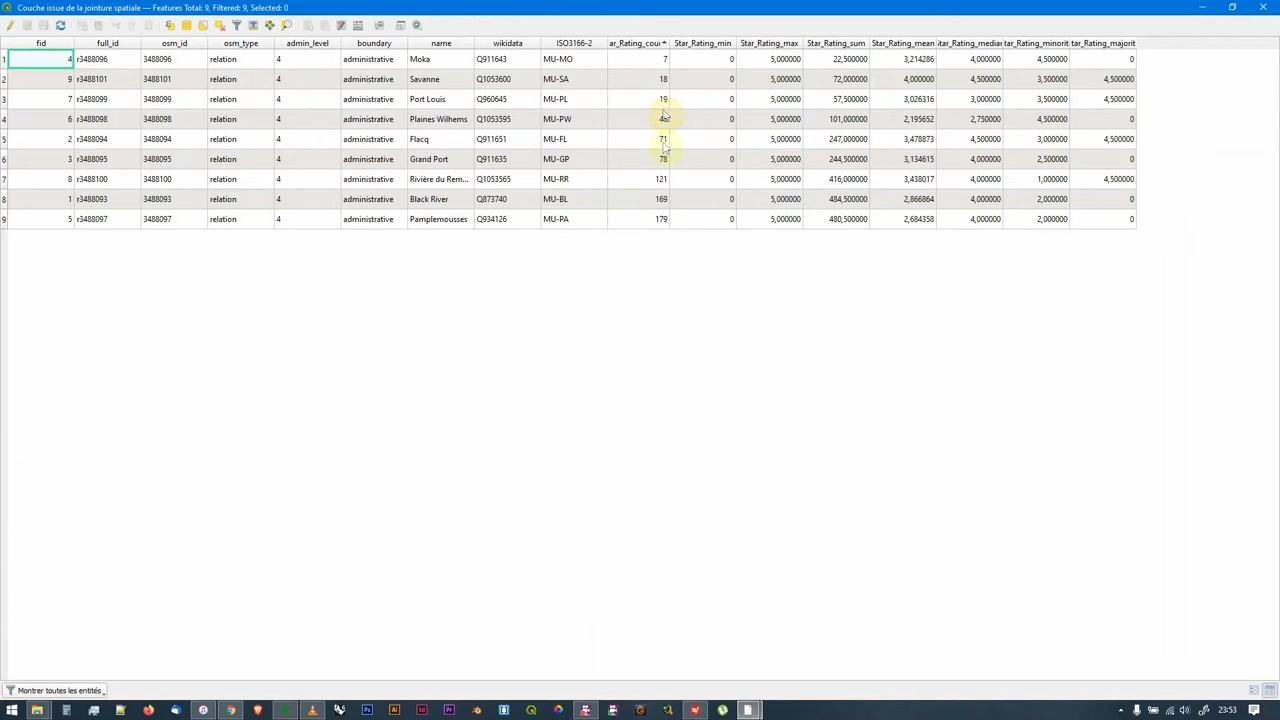 Couche issue de la jointure spatiale — Features Total: 9, Filtered: 9, Selected: 0
fid full_id osm_id osm_type admin_level boundary name wikidata ISO3166-2 ar_Rating_cou Star_Rating_min Star_Rating_max Star_Rating_sum Star_Rating_mean tar_Rating_media tar_Rating_minorit tar_Rating_majorit
1 4 r3488096 3488096 relation 4 administrative Moka Q911643 MU-MO 7 0 5,000000 22,500000 3,214286 4,000000 4,500000 0
2 9 r3488101 3488101 relation 4 administrative Savanne Q1053600 MU-SA 18 0 5,000000 72,000000 4,000000 4,500000 3,500000 4,500000
3 7 r3488099 3488099 relation 4 administrative Port Louis Q960645 MU-PL 19 0 5,000000 57,500000 3,026316 3,000000 3,500000 4,500000
4 6 r3488098 3488098 relation 4 administrative Plaines Wilhems Q1053595 MU-PW 0 5,000000 101,000000 2,195652 2,750000 4,500000 0
5 2 r3488094 3488094 relation 4 administrative Flacq Q911651 MU-FL 71 0 5,000000 247,000000 3,478873 4,500000 3,000000 4,500000
6 3 r3488095 3488095 relation 4 administrative Grand Port Q911635 MU-GP 78 0 5,000000 244,500000 3,134615 4,000000 2,500000 0
7 8 r3488100 3488100 relation 4 administrative Rivière du Rem... Q1053565 MU-RR 121 0 5,000000 416,000000 3,438017 4,000000 1,000000 4,500000
8 1 r3488093 3488093 relation 4 administrative Black River Q873740 MU-BL 169 0 5,000000 484,500000 2,866864 4,000000 2,000000 0
9 5 r3488097 3488097 relation 4 administrative Pamplemousses Q934126 MU-PA 179 0 5,000000 480,500000 2,684358 4,000000 2,000000 0
Montrer toutes les entités
23:53